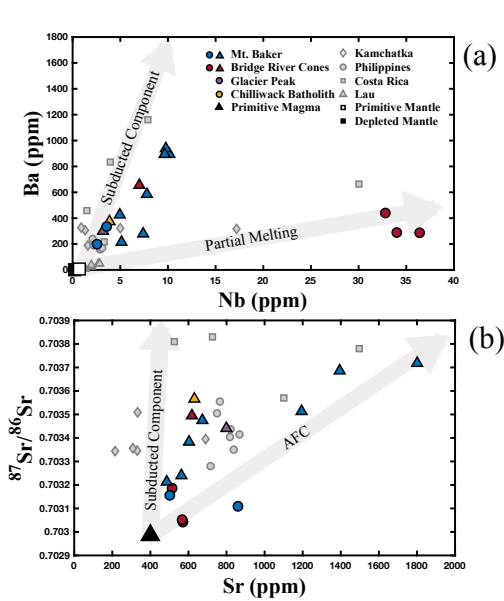 (a)
1800
1600
1400
1200
1000
800
600
400
200
0
Ba (ppm)
Mt. Baker
Bridge River Cones
Glacier Peak
Chilliwack Batholith
Primitive Magma
Kamchatka
Philippines
Costa Rica
Lau
Primitive Mantle
Depleted Mantle
Subducted Component
Partial Melting
0 5 10 15 20 25 30 35 40
Nb (ppm)
(b)
0.7039
0.7038
0.7036
0.7035
0.7033
0.7032
0.7031
0.703
0.7029
87Sr/86Sr
Subducted Component
AFC
0 200 400 600 800 1000 1200 1400 1600 1800 2000
Sr (ppm)